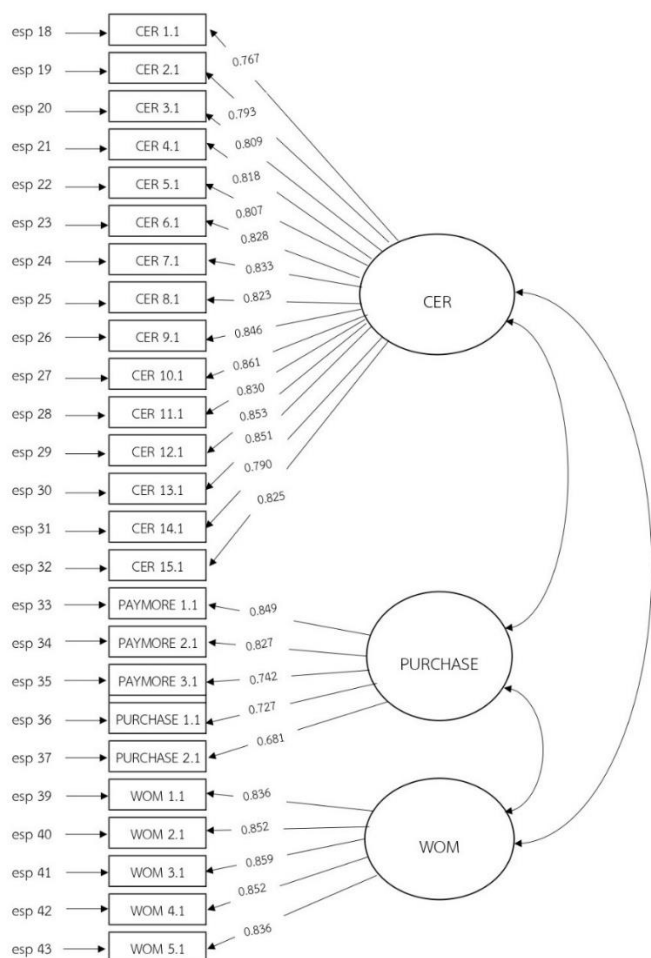 esp 18 CER 1.1 0.767
esp 19 CER 2.1 0.793
esp 20 CER 3.1 0.809
esp 21 CER 4.1 0.818
esp 22 CER 5.1 0.807
esp 23 CER 6.1 0.828
esp 24 CER 7.1 0.833
esp 25 CER 8.1 0.823
CER
esp 26 CER 9.1 0.846
esp 27 CER 10.1 0.861
esp 28 CER 11.1 0.830
esp 29 CER 12.1 0.853
esp 30 CER 13.1 0.851
esp 31 CER 14.1 0.790
esp 32 CER 15.1 0.825
esp 33 PAYMORE 1.1 0.849
esp 34 PAYMORE 2.1 0.827
PURCHASE
esp 35 PAYMORE 3.1 0.742
esp 36 PURCHASE 1.1 0.727
esp 37 PURCHASE 2.1 0.681
esp 39 WOM 1.1 0.836
esp 40 WOM 2.1 0.852
WOM
esp 41 WOM 3.1 0.859
esp 42 WOM 4.1 0.852
esp 43 WOM 5.1 0.836